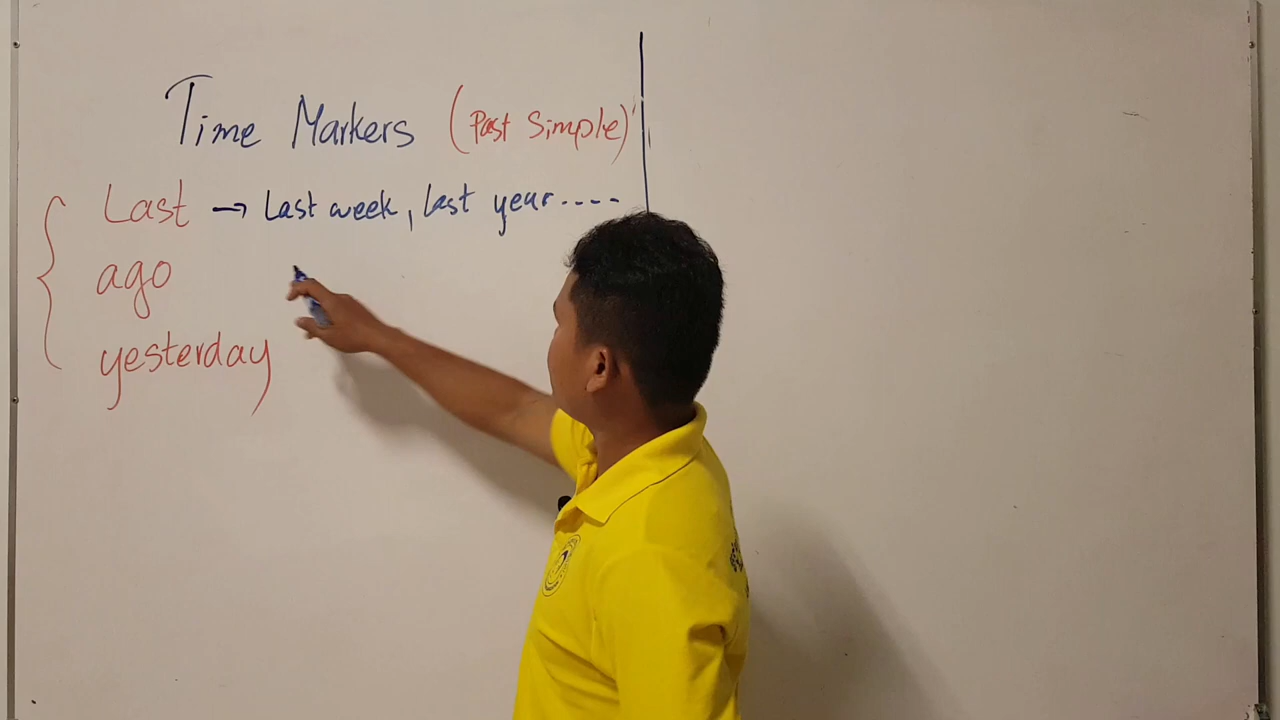 Time Markers (Past Simple)
Last → Last week, last year....
ago
yesterday